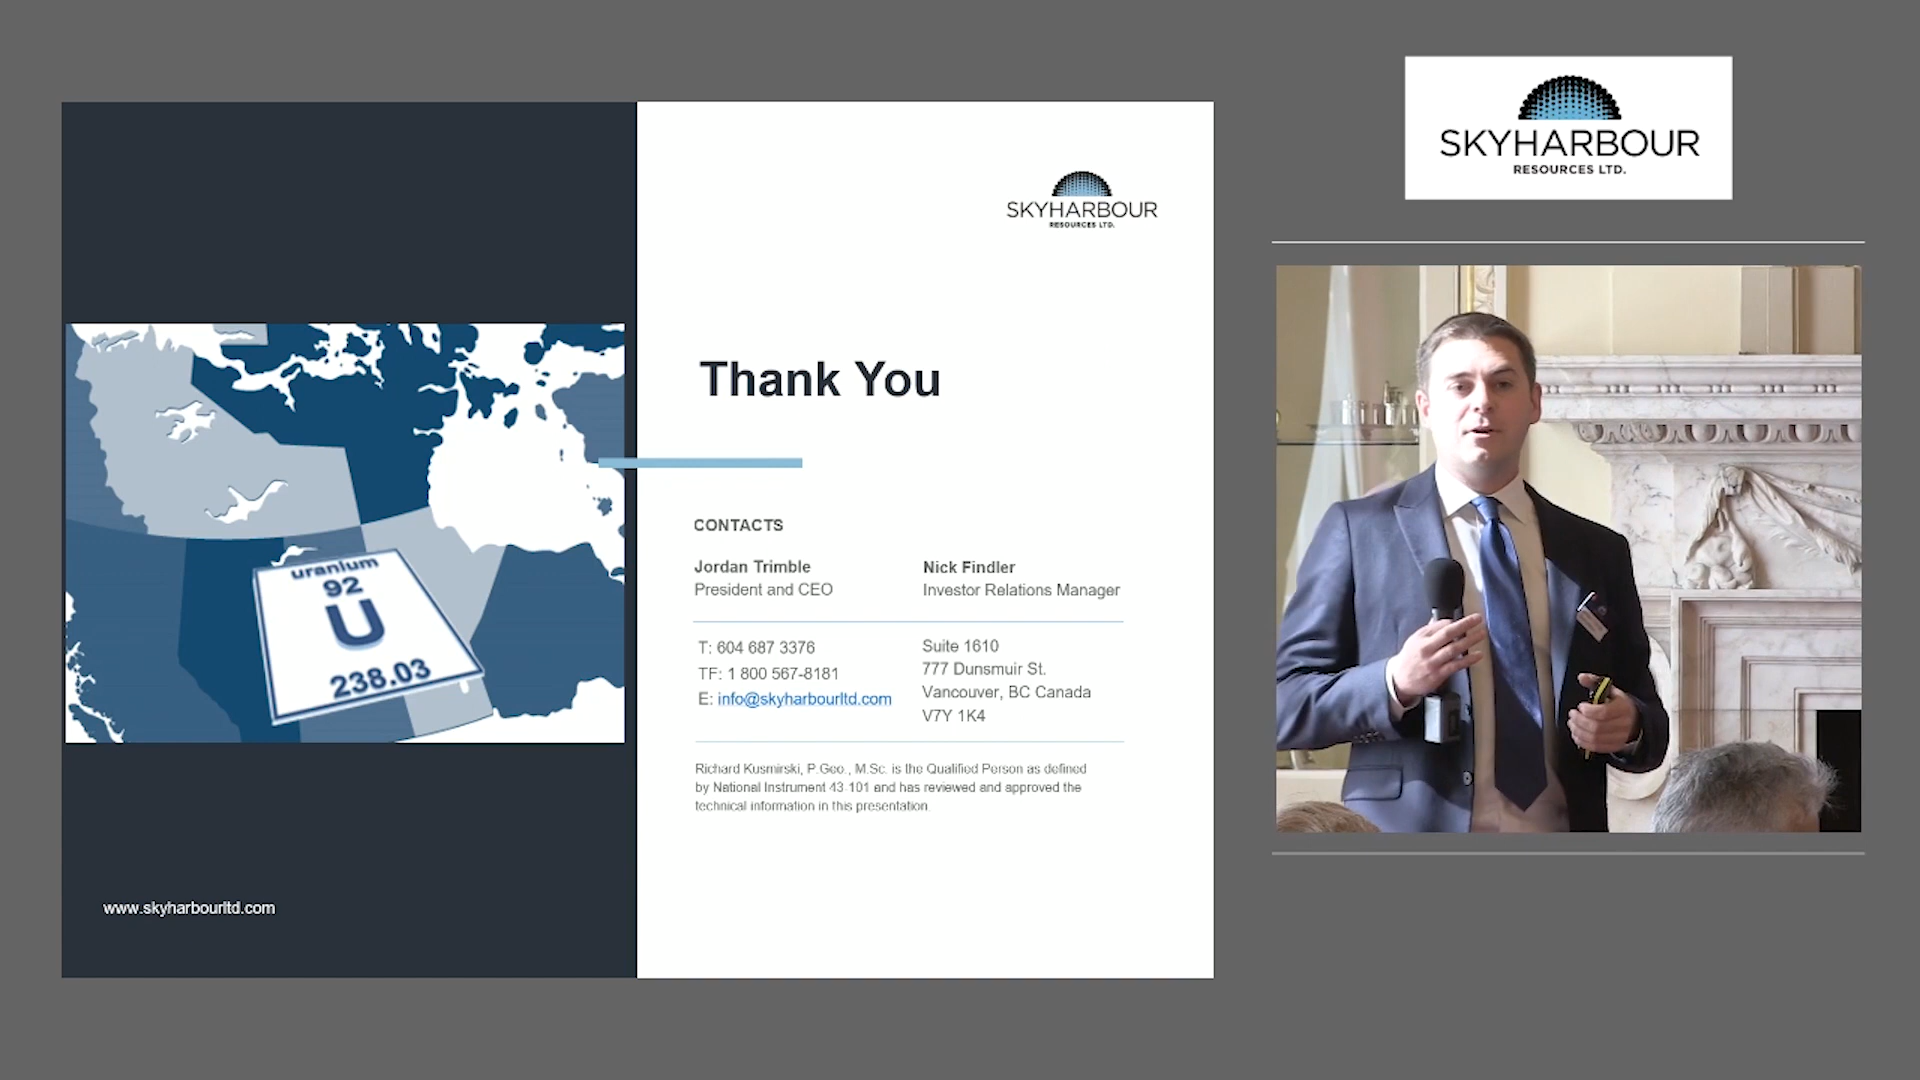 SKYHARBOUR
RESOURCES LTD.
SKYHARBOUR
RESOURCES LTD.
Thank You
uranium
92
U
238.03
CONTACTS
Jordan Trimble
President and CEO
Nick Findler
Investor Relations Manager
T: 604 687 3376
TF: 1 800 567-8181
E: info@skyharbourltd.com
Suite 1610
777 Dunsmuir St.
Vancouver, BC Canada
V7Y 1K4
Richard Kusmirski, P.Geo., M.Sc. is the Qualified Person as defined
by National Instrument 43-101 and has reviewed and approved the
technical information in this presentation.
www.skyharbourltd.com